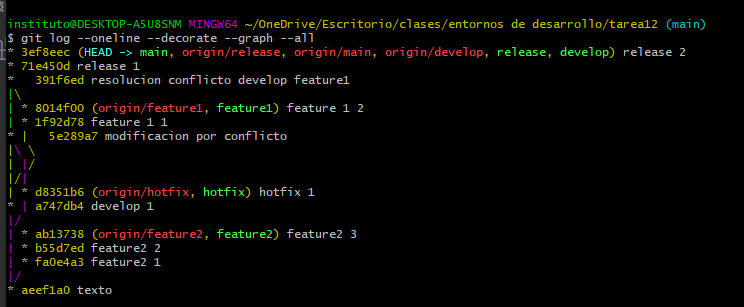 instituto@DESKTOP-A5U8SNM MINGW64 ~/OneDrive/Escritorio/clases/entornos de desarrollo/tarea12 (main)
$ git log --oneline --decorate --graph --all
* 3ef8eec (HEAD -> main, origin/release, origin/main, origin/develop, release, develop) release 2
* 71e450d release 1
*   391f6ed resolucion conflicto develop feature1
|\
| * 8014f00 (origin/feature1, feature1) feature 1 2
| * 1f92d78 feature 1 1
* |   5e289a7 modificacion por conflicto
|\ \
| |/
|/|
| * d8351b6 (origin/hotfix, hotfix) hotfix 1
* | a747db4 develop 1
|/
| * ab13738 (origin/feature2, feature2) feature2 3
| * b55d7ed feature2 2
| * fa0e4a3 feature2 1
|/
* aeef1a0 texto